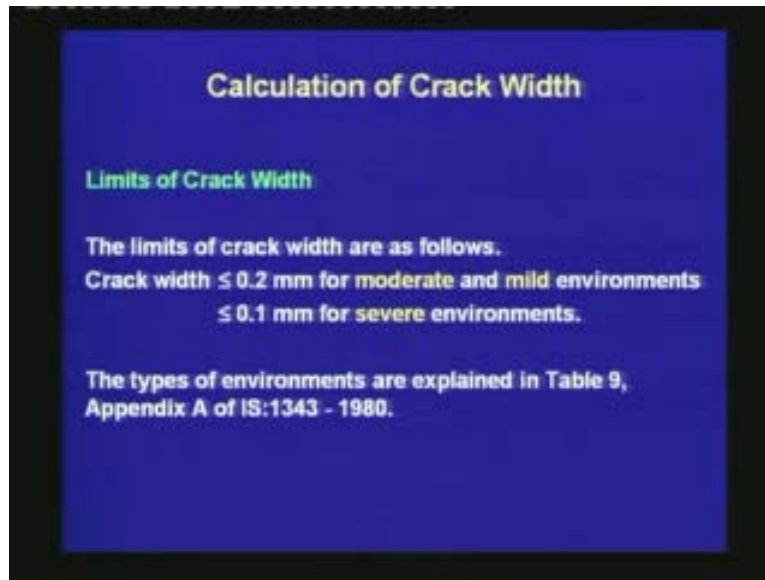 Calculation of Crack Width
Limits of Crack Width
The limits of crack width are as follows.
Crack width ≤ 0.2 mm for moderate and mild environments
≤ 0.1 mm for severe environments.
The types of environments are explained in Table 9,
Appendix A of IS:1343 - 1980.